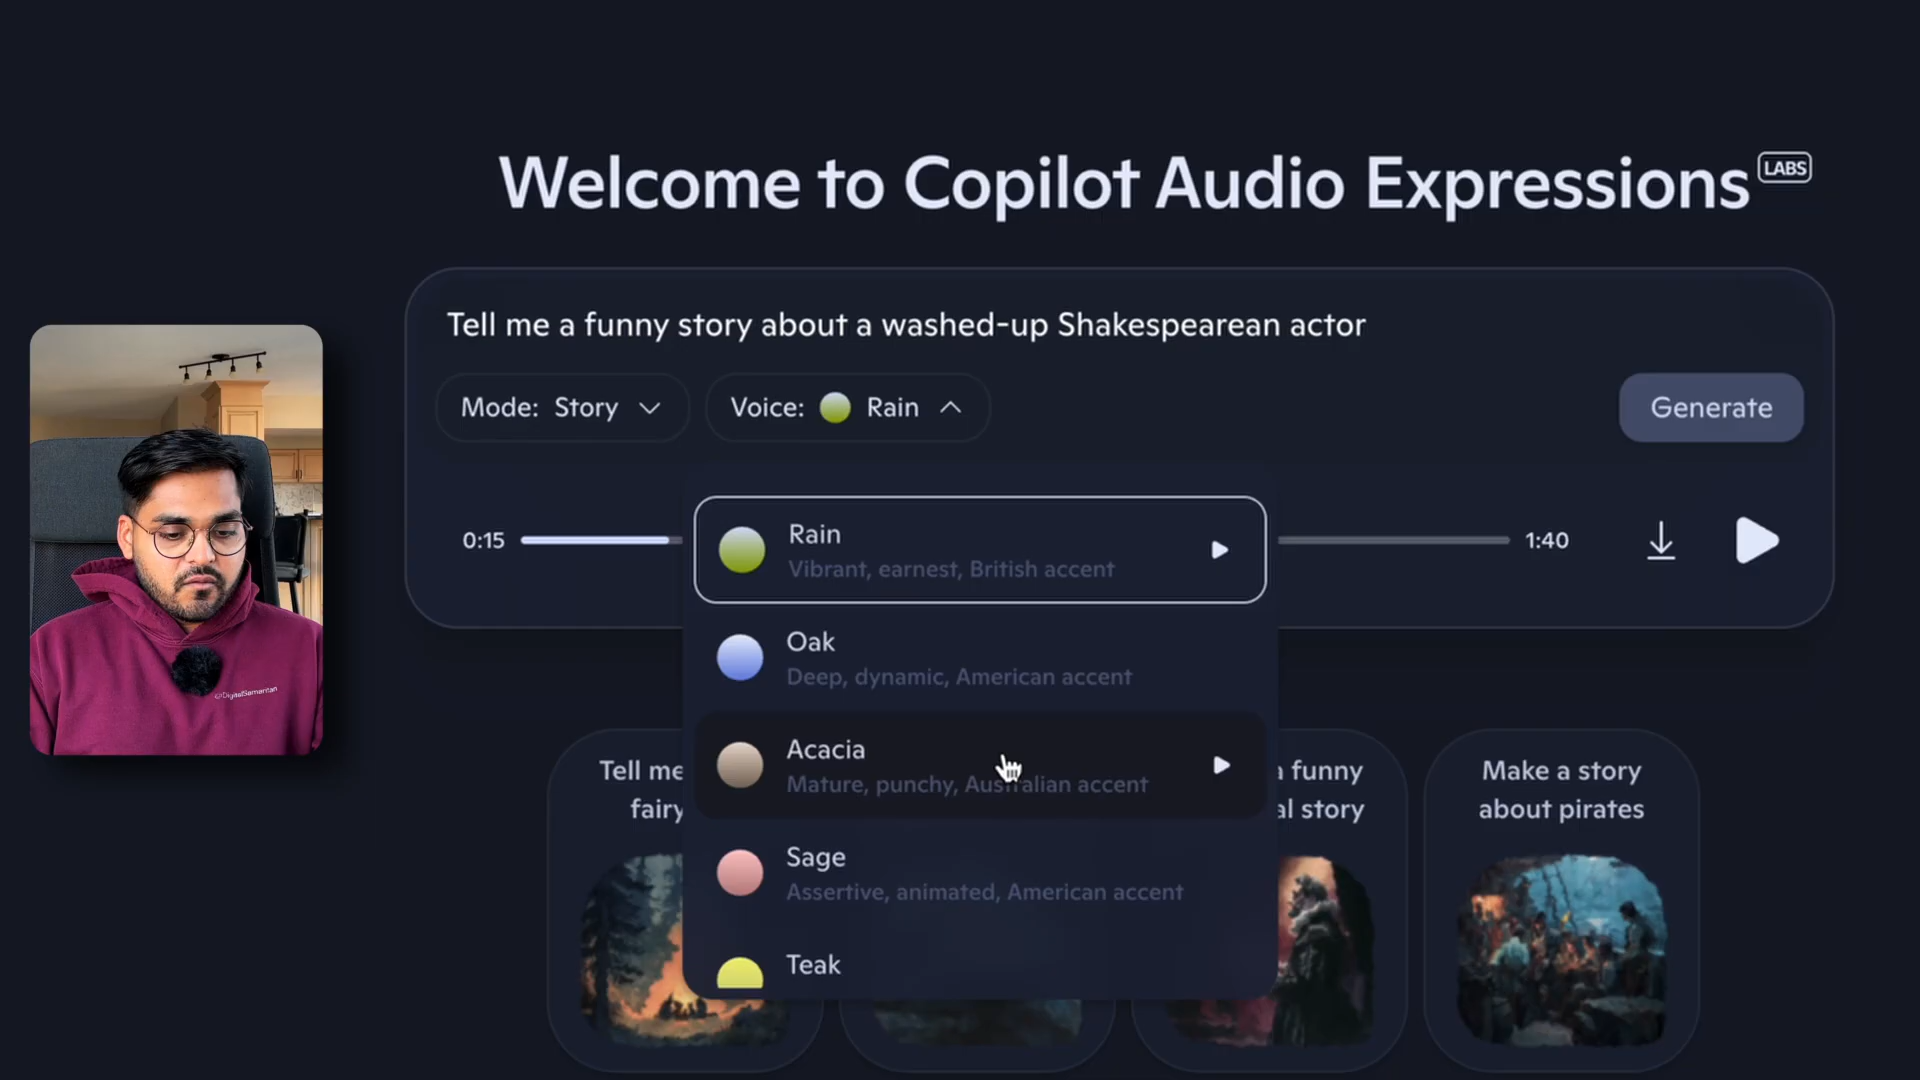 Welcome to Copilot Audio Expressions LABS
Tell me a funny story about a washed-up Shakespearean actor
Mode: Story
Voice: Rain
Generate
0:15
1:40
Rain
Vibrant, earnest, British accent
Oak
Deep, dynamic, American accent
Acacia
Mature, punchy, Australian accent
Sage
Assertive, animated, American accent
Teak
Tell me
fairy
funny
al story
Make a story
about pirates
@DigitalSamaritan